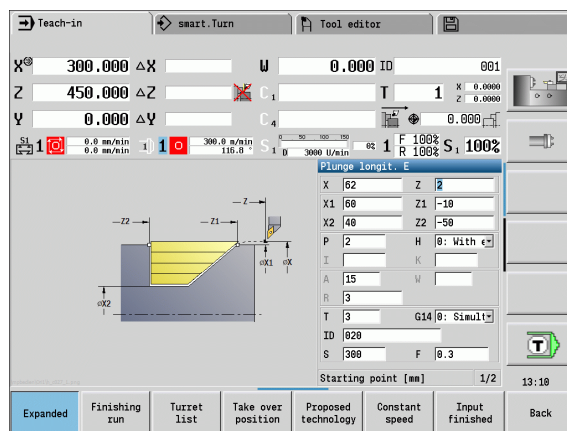 Teach-in smart.Turn Tool editor
X 300.000 ΔX W 0.000 ID 001
Z 450.000 ΔZ C1 T 1 X 0.0000
Z 0.0000
Y 0.000 ΔY C4 0.000
S1 1 0.0 mm/min 0.0 mm/min 1 300.0 m/min 116.8 ° S1 0 50 100 150 D 3000 U/min 0% 1 F 100% R 100% S1 100%
Plunge longit. E
X 62 Z 2
X1 60 Z1 -10
X2 40 Z2 -50
P 2 H 0: With e
I K
A 15 W
R 3
T 3 G14 0: Simult
ID 020
S 300 F 0.3
Starting point [mm] 1/2
Z
Z2 Z1
øX1 øX
øX2
T
13:10
Expanded Finishing run Turret list Take over position Proposed technology Constant speed Input finished Back